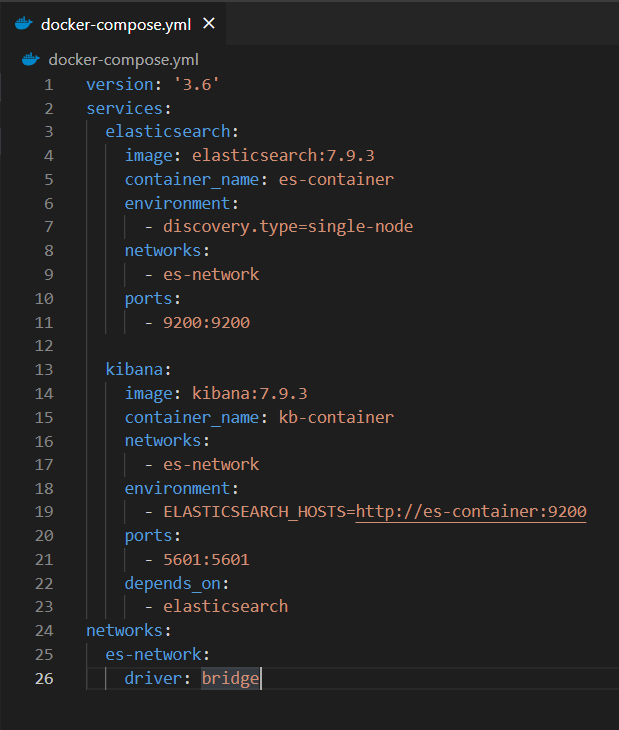 docker-compose.yml ×
docker-compose.yml
1 version: '3.6'
2 services:
3   elasticsearch:
4     image: elasticsearch:7.9.3
5     container_name: es-container
6     environment:
7       - discovery.type=single-node
8     networks:
9       - es-network
10     ports:
11       - 9200:9200
12
13   kibana:
14     image: kibana:7.9.3
15     container_name: kb-container
16     networks:
17       - es-network
18     environment:
19       - ELASTICSEARCH_HOSTS=http://es-container:9200
20     ports:
21       - 5601:5601
22     depends_on:
23       - elasticsearch
24 networks:
25   es-network:
26     driver: bridge